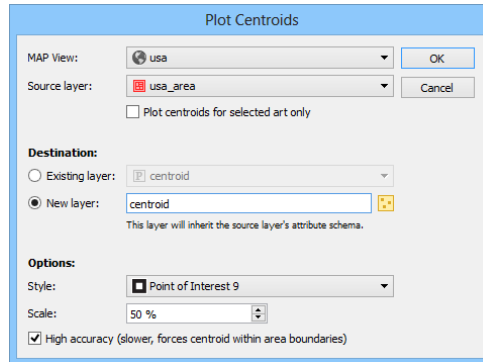 Plot Centroids
MAP View: usa OK
Source layer: usa_area Cancel
Plot centroids for selected art only
Destination:
Existing layer: P centroid
New layer: centroid
This layer will inherit the source layer's attribute schema.
Options:
Style: Point of Interest 9
Scale: 50 %
High accuracy (slower, forces centroid within area boundaries)